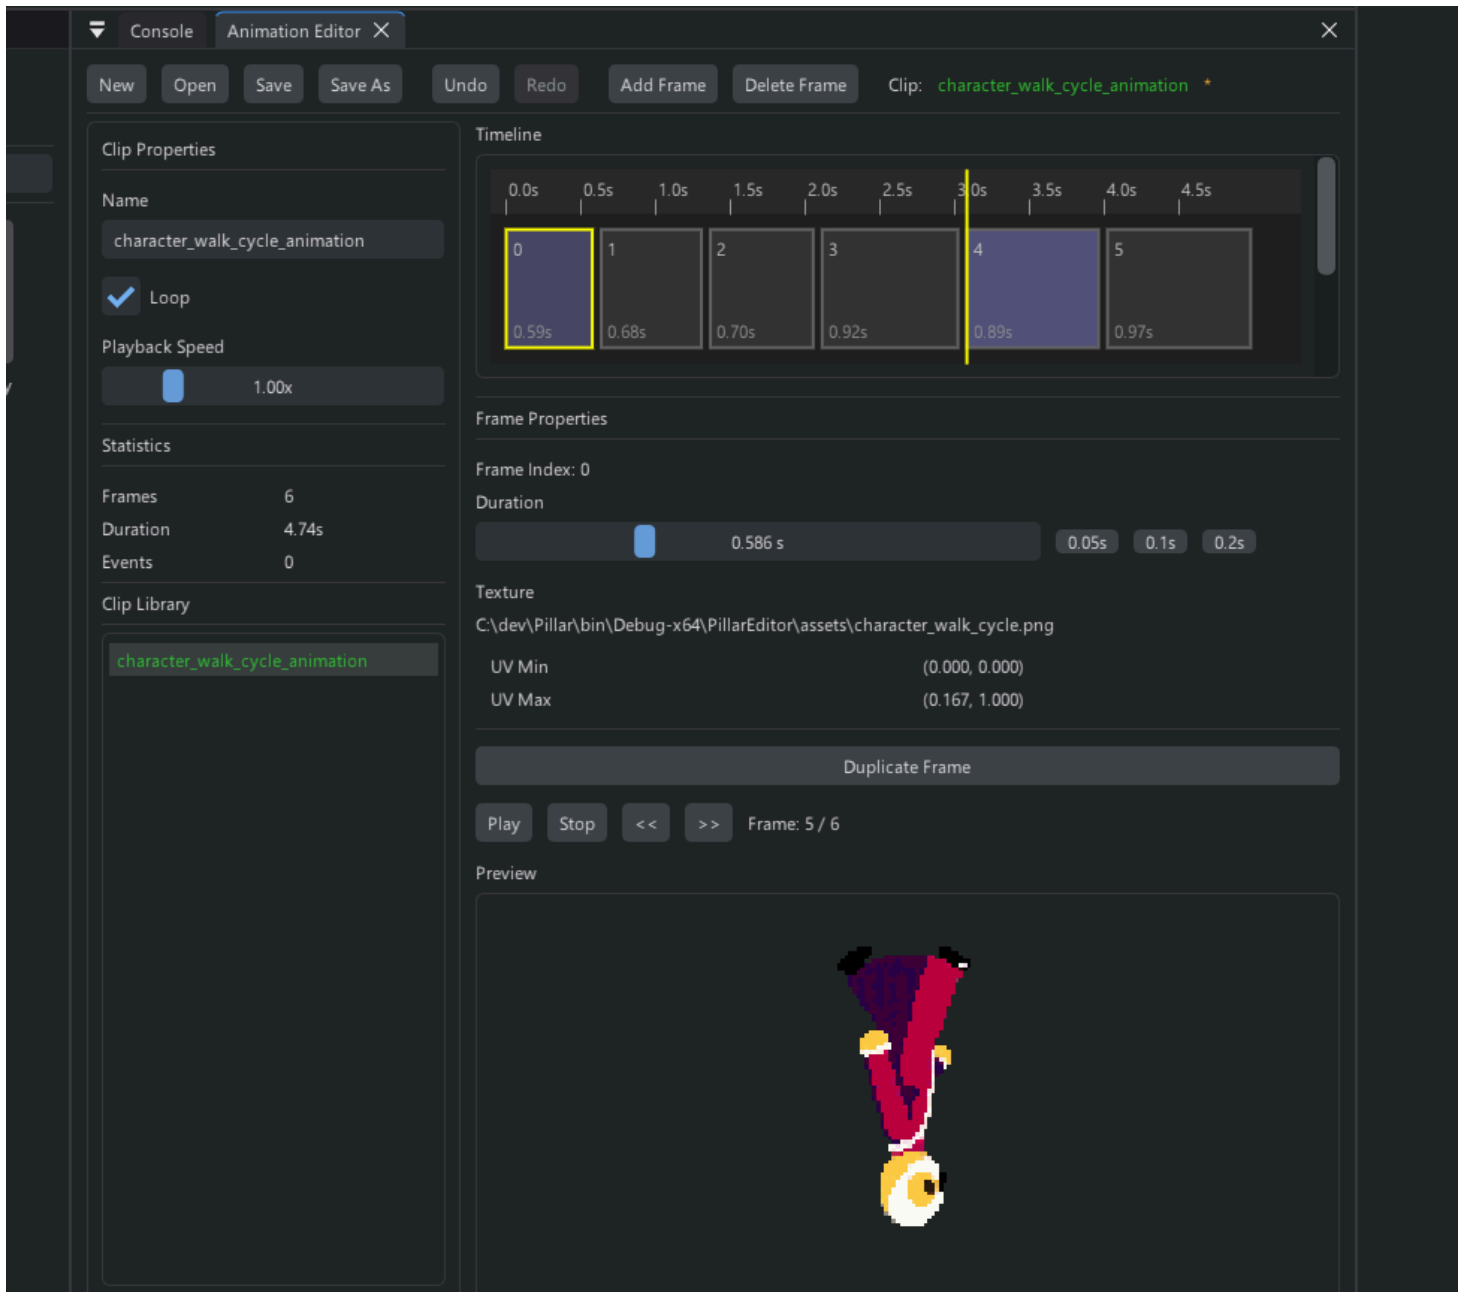 Console Animation Editor
New Open Save Save As Undo Redo Add Frame Delete Frame Clip: character_walk_cycle_animation *
Clip Properties
Name
character_walk_cycle_animation
Loop
Playback Speed
1.00x
Statistics
Frames 6
Duration 4.74s
Events 0
Clip Library
character_walk_cycle_animation
Timeline
0.0s 0.5s 1.0s 1.5s 2.0s 2.5s 3.0s 3.5s 4.0s 4.5s
0 1 2 3 4 5
0.59s 0.68s 0.70s 0.92s 0.89s 0.97s
Frame Properties
Frame Index: 0
Duration
0.586 s 0.05s 0.1s 0.2s
Texture
C:\dev\Pillar\bin\Debug-x64\PillarEditor\assets\character_walk_cycle.png
UV Min (0.000, 0.000)
UV Max (0.167, 1.000)
Duplicate Frame
Play Stop << >> Frame: 5 / 6
Preview